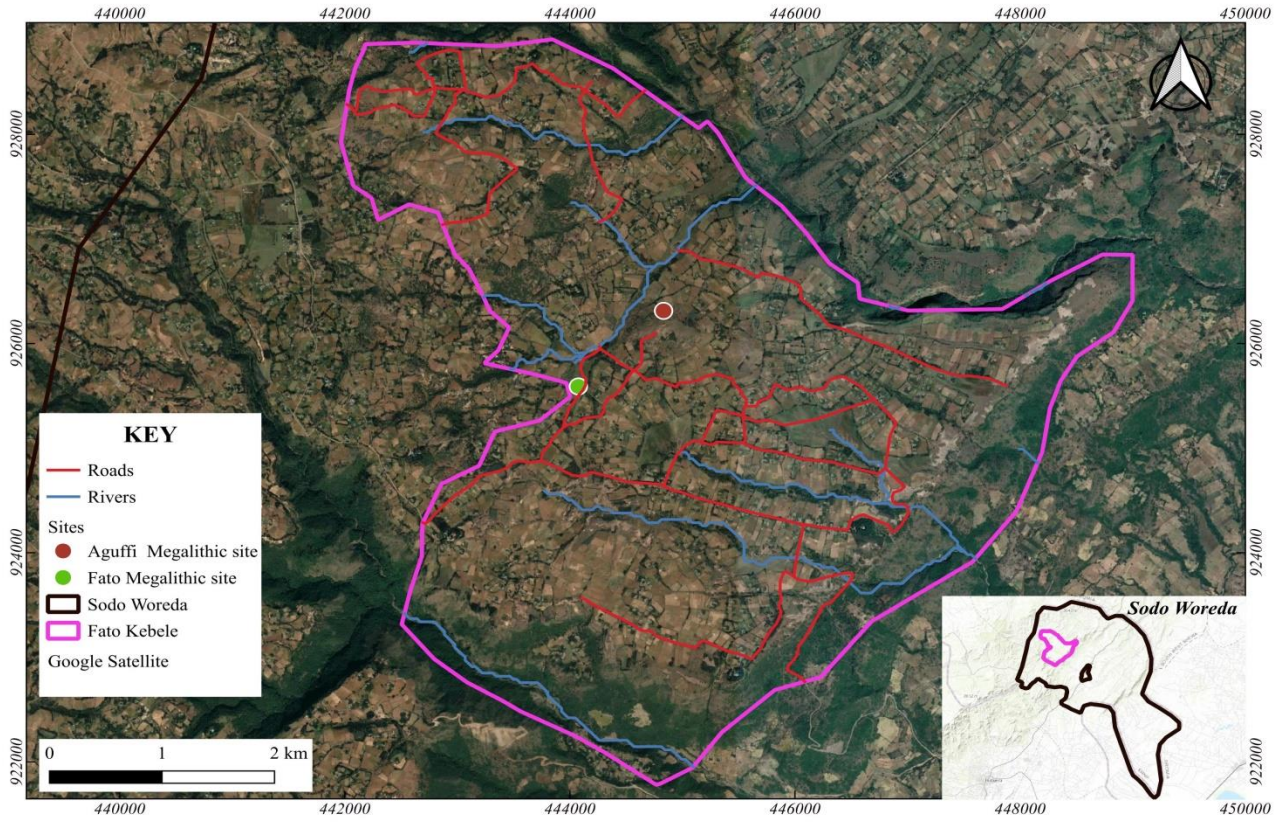 440000 442000 444000 446000 448000 450000
928000 928000
926000 926000
KEY
Roads
Rivers
Sites
Aguffi Megalithic site
Fato Megalithic site
924000 924000
Sodo Woreda
Fato Kebele
Google Satellite
Sodo Woreda
0 1 2 km
922000 922000
440000 442000 444000 446000 448000 450000